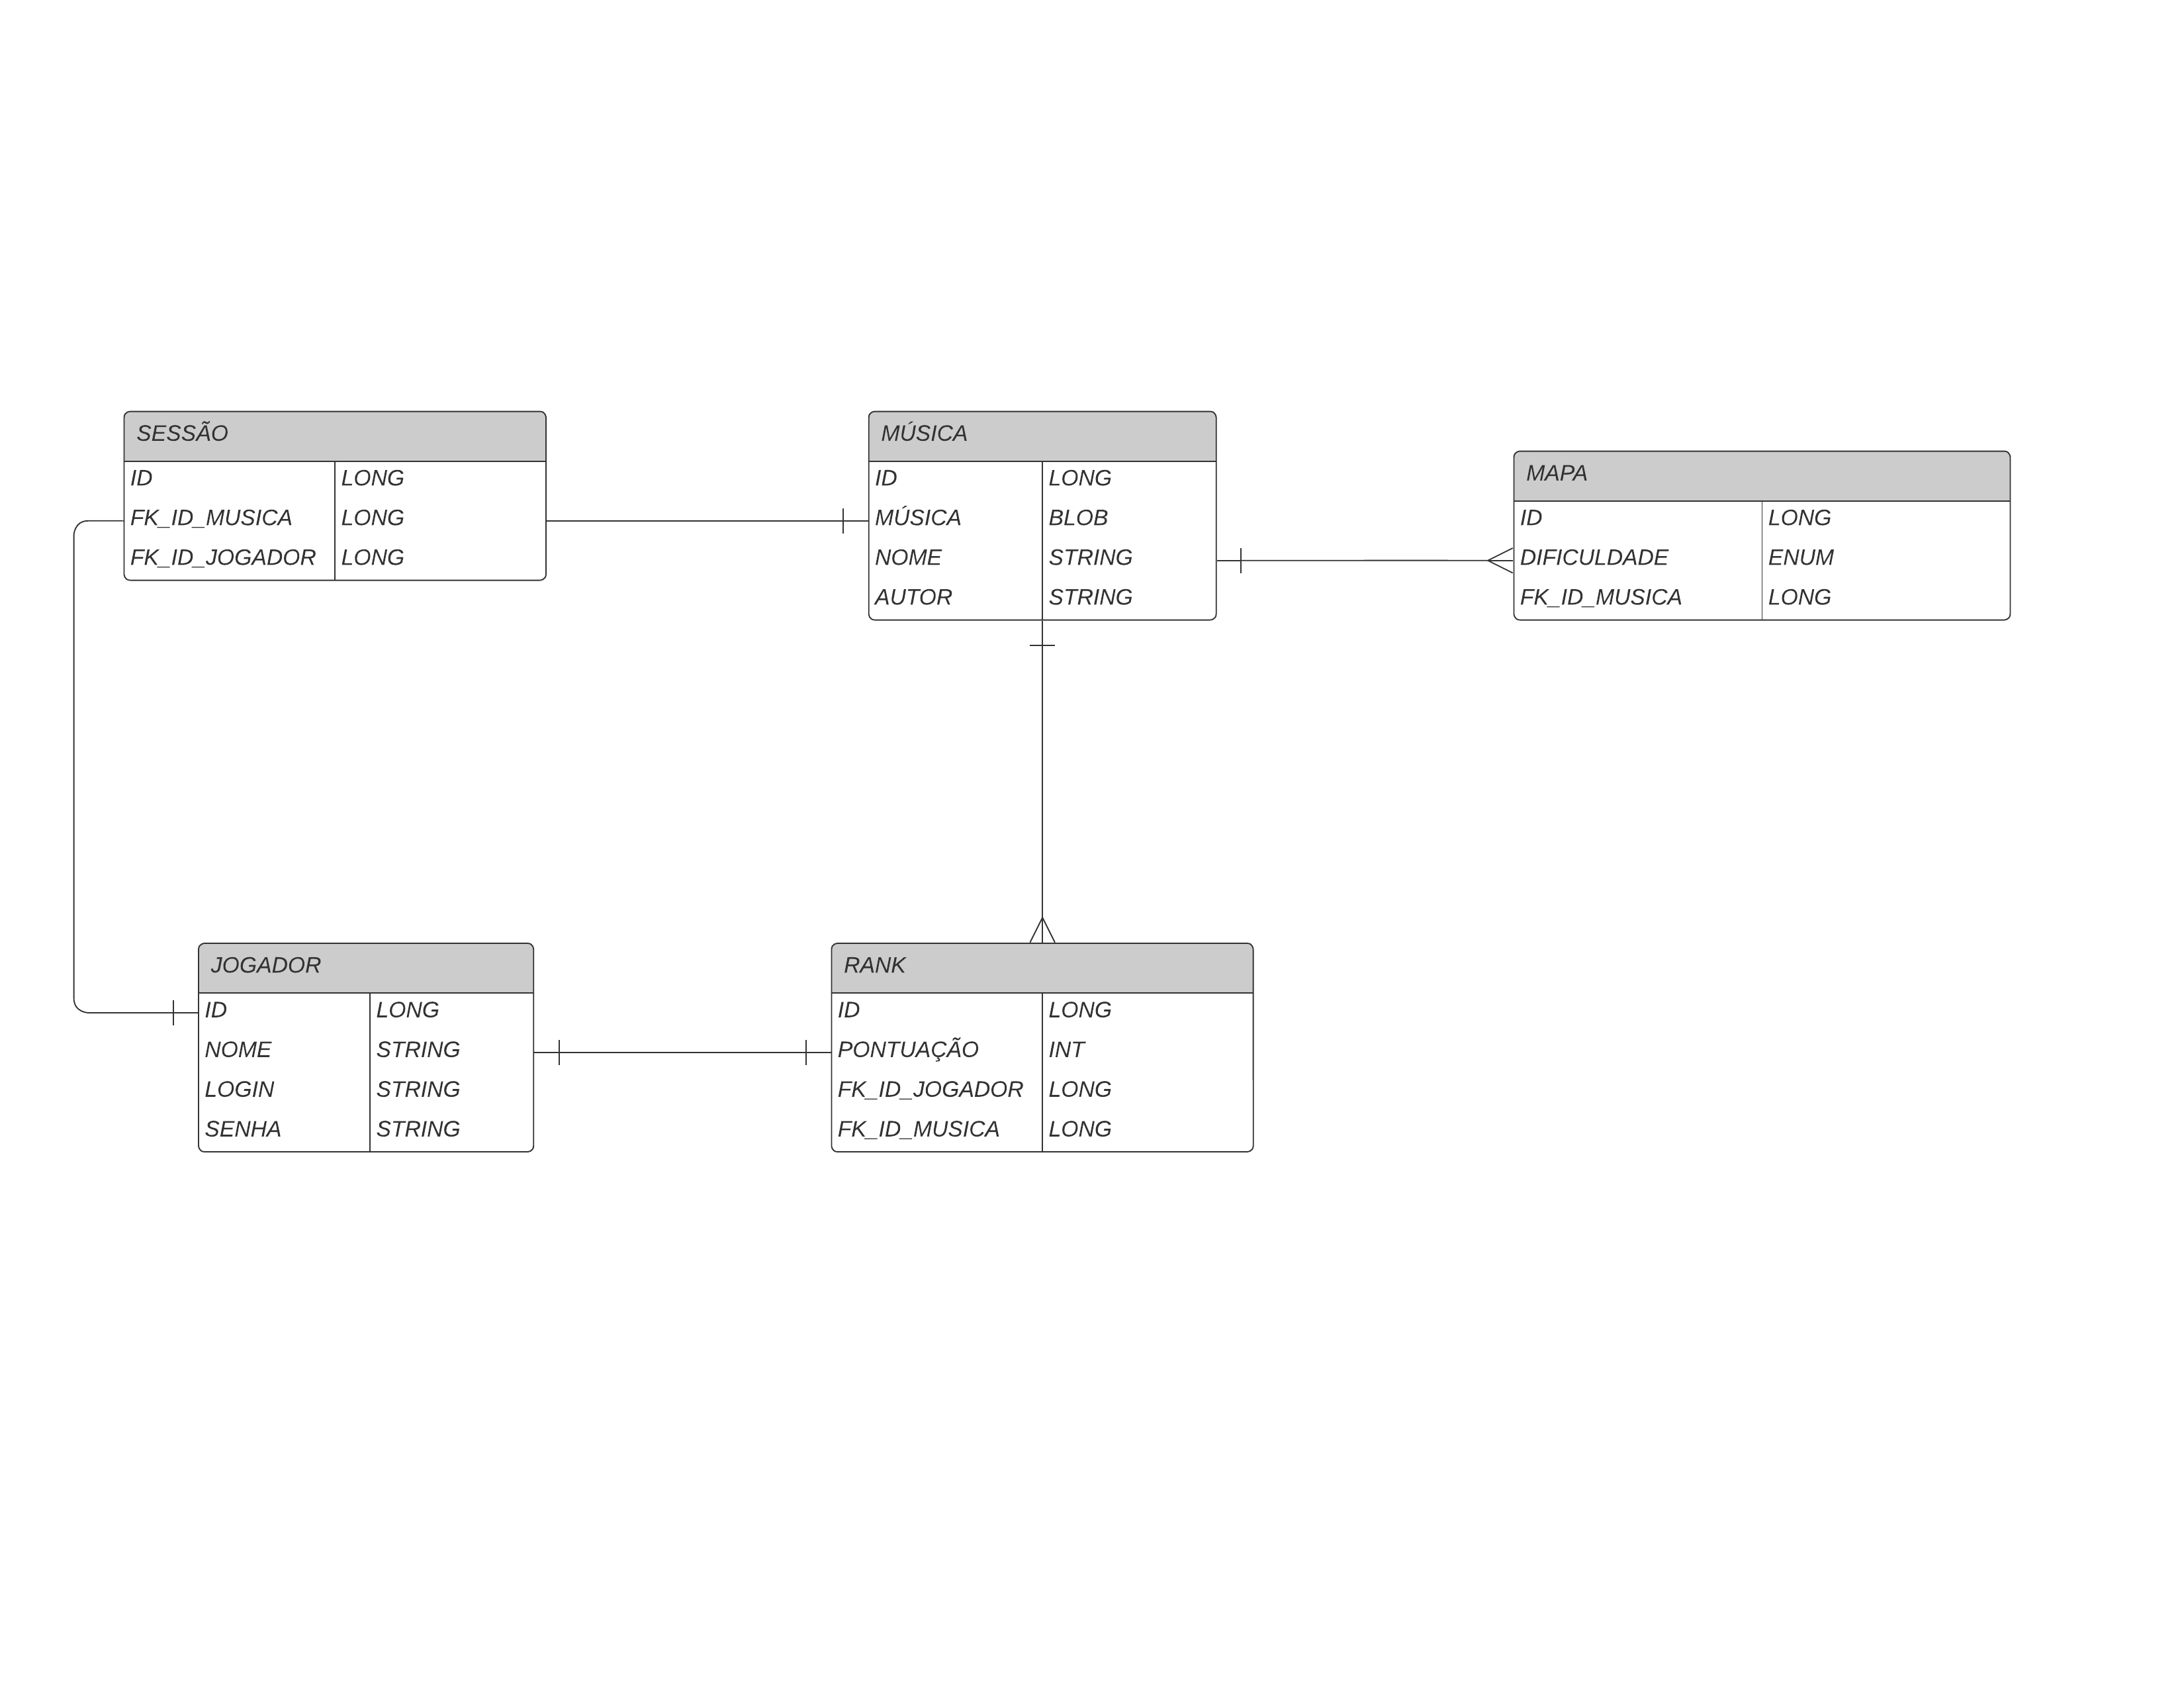 SESSÃO
ID LONG
FK_ID_MUSICA LONG
FK_ID_JOGADOR LONG
MÚSICA
ID LONG
MÚSICA BLOB
NOME STRING
AUTOR STRING
MAPA
ID LONG
DIFICULDADE ENUM
FK_ID_MUSICA LONG
JOGADOR
ID LONG
NOME STRING
LOGIN STRING
SENHA STRING
RANK
ID LONG
PONTUAÇÃO INT
FK_ID_JOGADOR LONG
FK_ID_MUSICA LONG